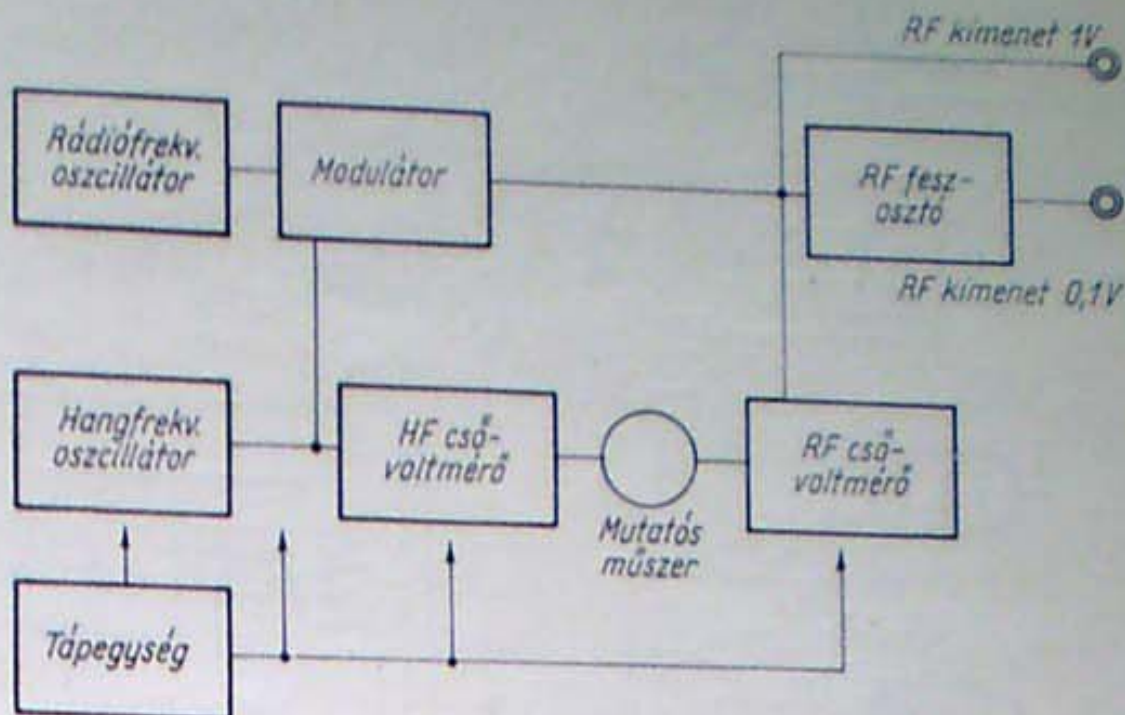 RF kimenet 1V
Rádiófrekv.
oszcillátor
Modulátor
RF fesz-
osztó
RF kimenet 0,1V
Hangfrekv.
oszcillátor
HF cső-
voltmérő
Mutatós
műszer
RF cső-
voltmérő
Tápegység